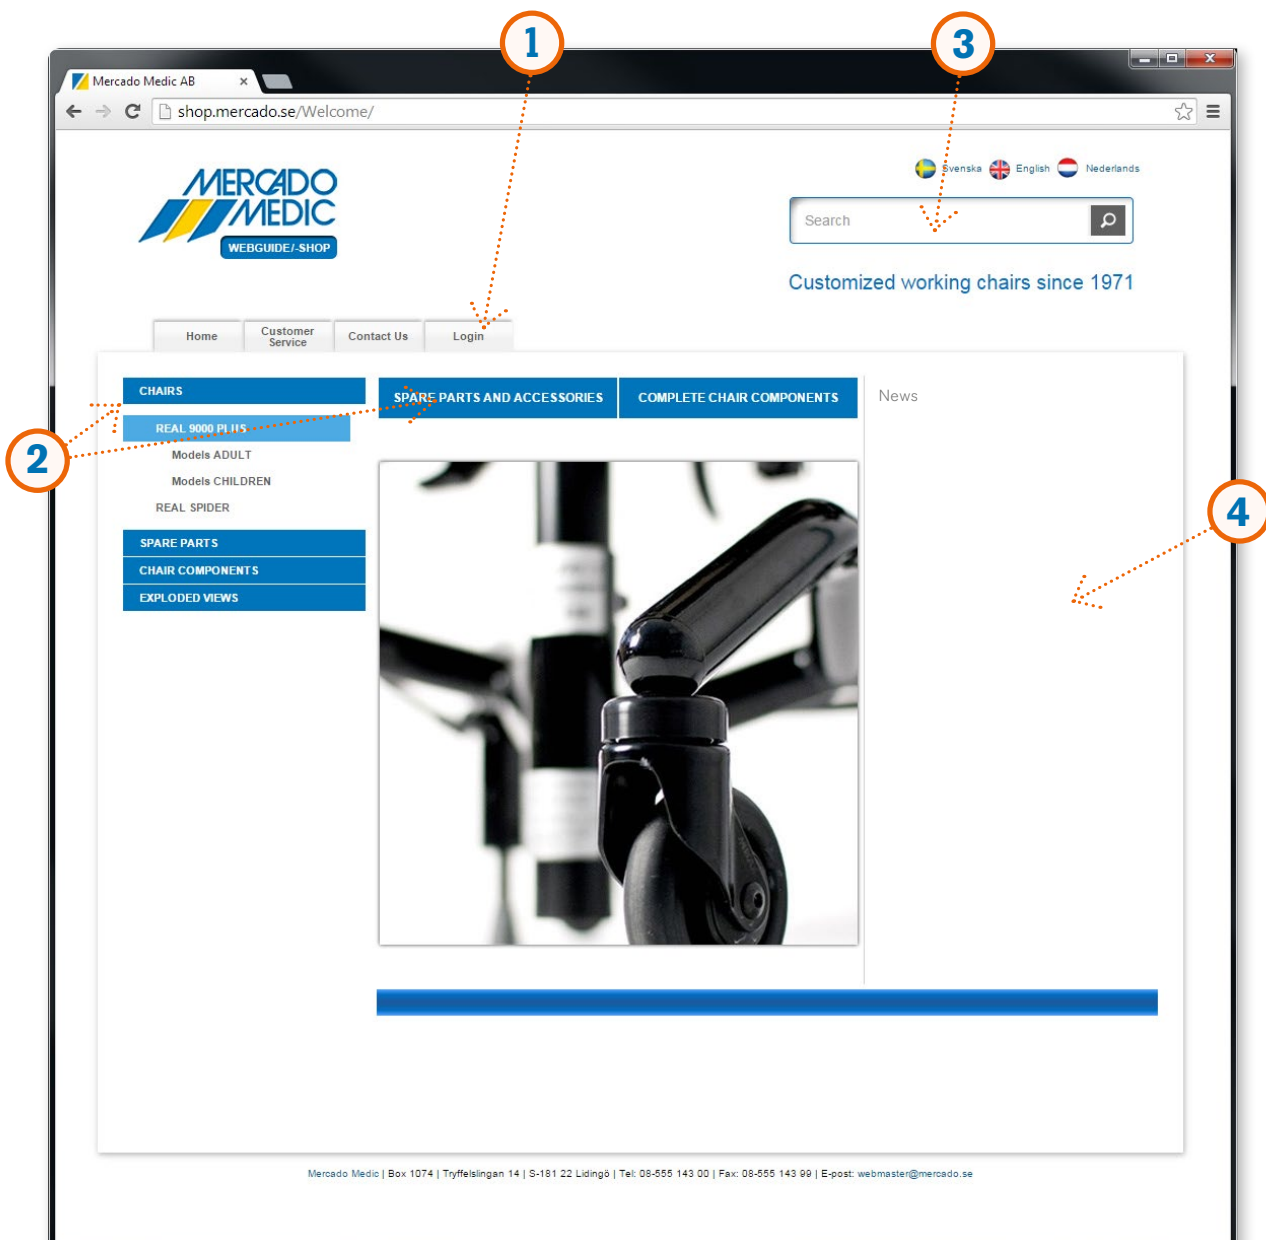 1
3
Mercado Medic AB
shop.mercado.se/Welcome/
MERCADO
MEDIC
WEBGUIDE/-SHOP
Svenska English Nederlands
Search
Customized working chairs since 1971
Home
Customer
Service
Contact Us
Login
CHAIRS
REAL 9000 PLUS
Models ADULT
Models CHILDREN
REAL SPIDER
SPARE PARTS
CHAIR COMPONENTS
EXPLODED VIEWS
SPARE PARTS AND ACCESSORIES
COMPLETE CHAIR COMPONENTS
News
2
4
Mercado Medic | Box 1074 | Tryffelslingan 14 | S-181 22 Lidingö | Tel: 08-555 143 00 | Fax: 08-555 143 99 | E-post: webmaster@mercado.se